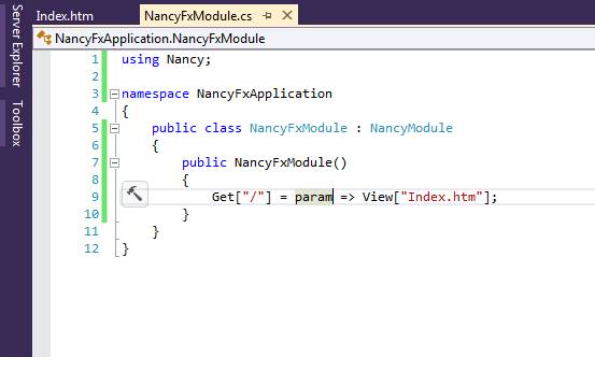 Server Explorer
Toolbox
Index.htm NancyFxModule.cs
NancyFxApplication.NancyFxModule
1 using Nancy;
2
3 namespace NancyFxApplication
4 {
5 public class NancyFxModule : NancyModule
6 {
7 public NancyFxModule()
8 {
9 Get["/"] = param => View["Index.htm"];
10 }
11 }
12 }